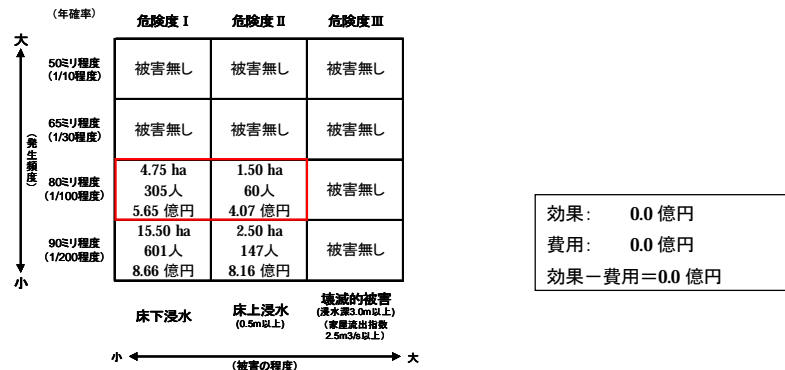 (年確率)
危険度Ⅰ 危険度Ⅱ 危険度Ⅲ
大
50ミリ程度
(1/10程度)
被害無し 被害無し 被害無し
65ミリ程度
(1/30程度)
被害無し 被害無し 被害無し
(発生頻度)
80ミリ程度
(1/100程度)
4.75 ha
305人
5.65 億円
1.50 ha
60人
4.07 億円
被害無し
90ミリ程度
(1/200程度)
15.50 ha
601人
8.66 億円
2.50 ha
147人
8.16 億円
被害無し
小
床下浸水
床上浸水
(0.5m以上)
壊滅的被害
(浸水深3.0m以上)
(家屋流出指数
2.5m3/s以上)
小 大
(被害の程度)
効果: 0.0 億円
費用: 0.0 億円
効果-費用=0.0 億円